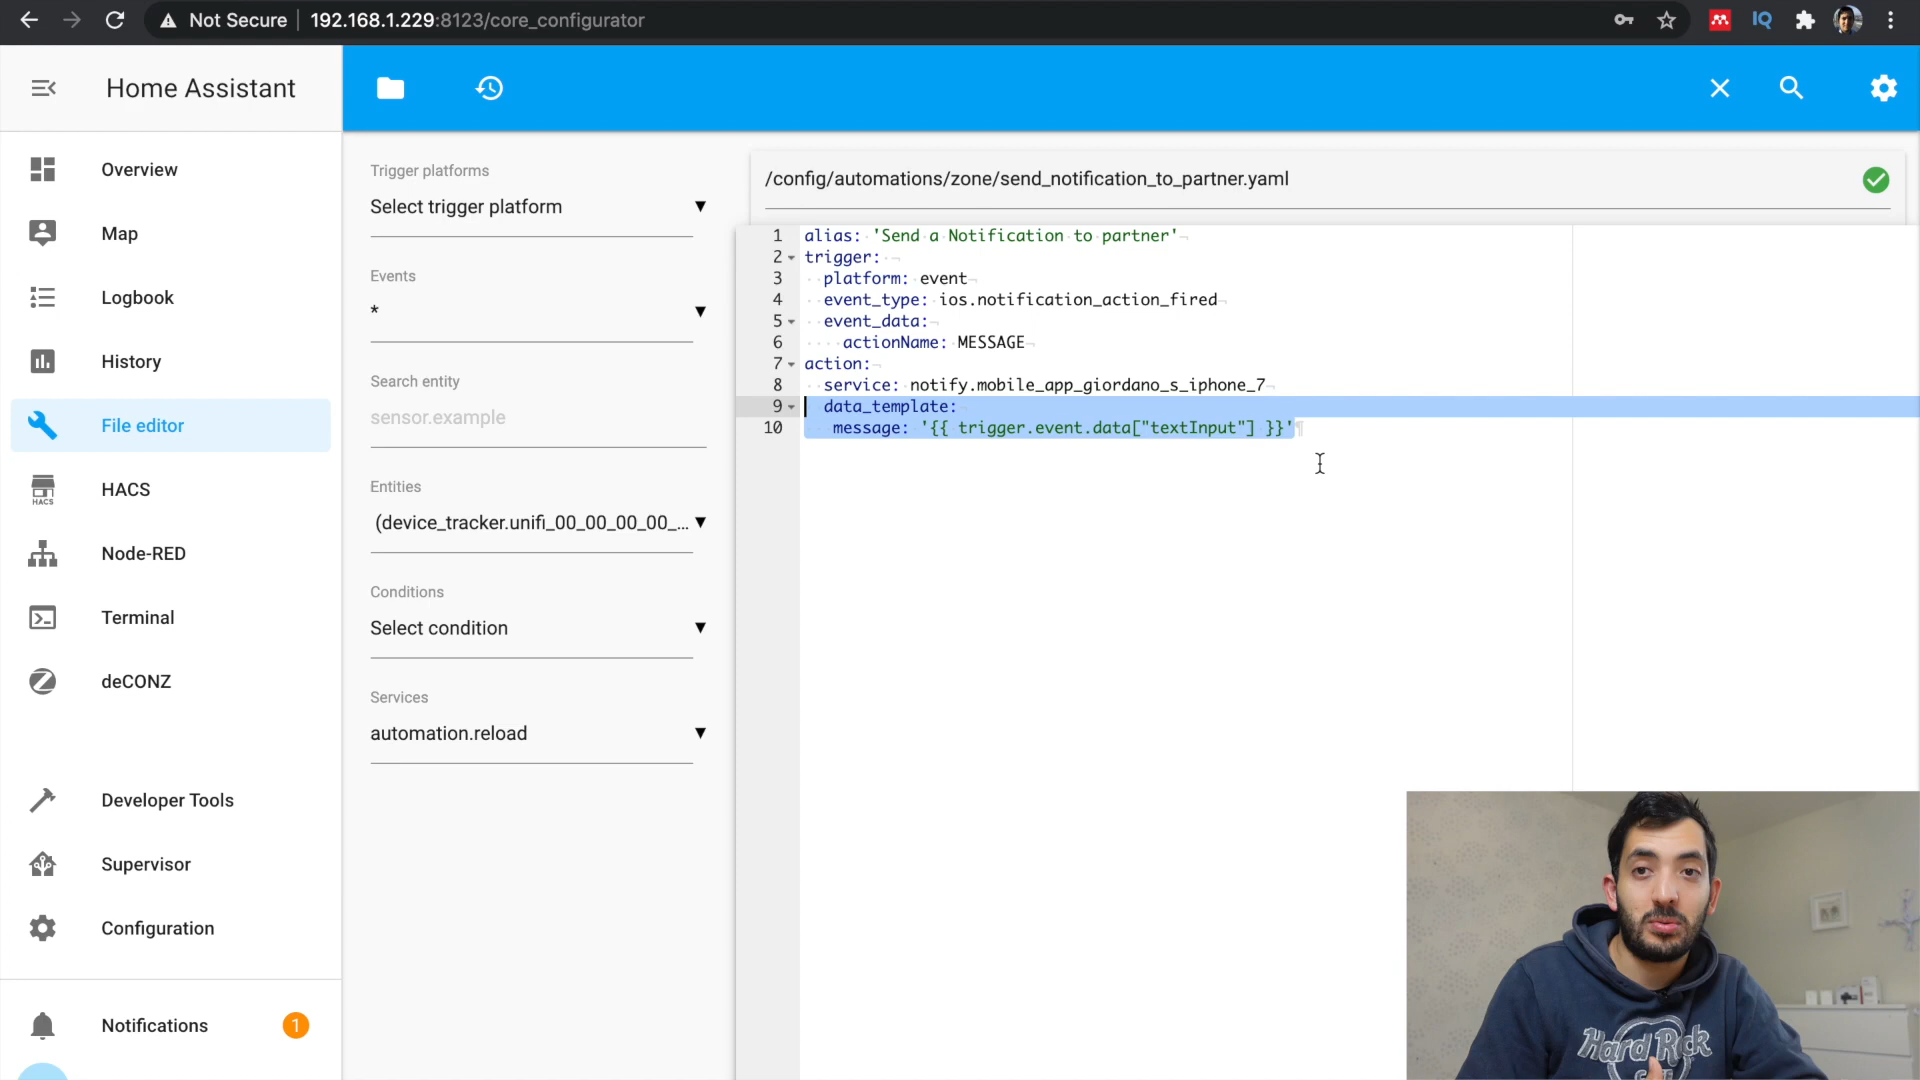 Not Secure
192.168.1.229:8123/core_configurator
IQ
Home Assistant
Overview
Map
Logbook
History
File editor
HACS
HACS
Node-RED
Terminal
deCONZ
Developer Tools
Supervisor
Configuration
Notifications
1
Trigger platforms
Select trigger platform
Events
*
Search entity
sensor.example
Entities
(device_tracker.unifi_00_00_00_00_...
Conditions
Select condition
Services
automation.reload
/config/automations/zone/send_notification_to_partner.yaml
1 alias: 'Send a Notification to partner'
2 trigger:
3 platform: event
4 event_type: ios.notification_action_fired
5 event_data:
6 actionName: MESSAGE
7 action:
8 service: notify.mobile_app_giordano_s_iphone_7
9 data_template:
10 message: '{{ trigger.event.data["textInput"] }}'
Hard Rock